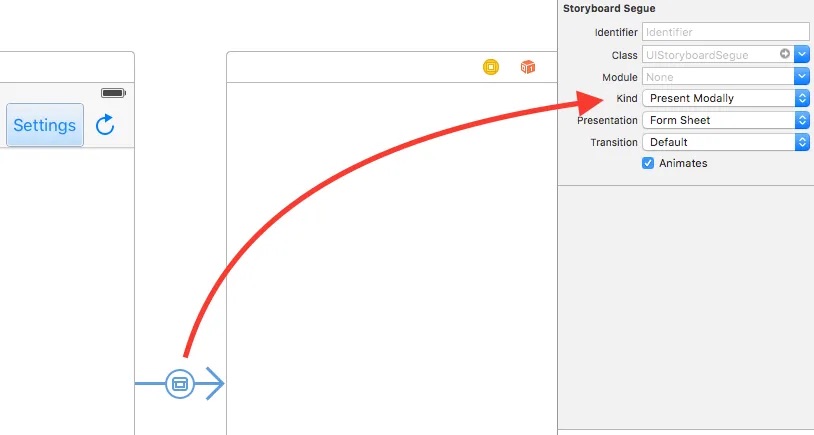 Storyboard Segue
Identifier Identifier
Class UIStoryboardSegue
Module None
Kind Present Modally
Presentation Form Sheet
Transition Default
Animates
Settings